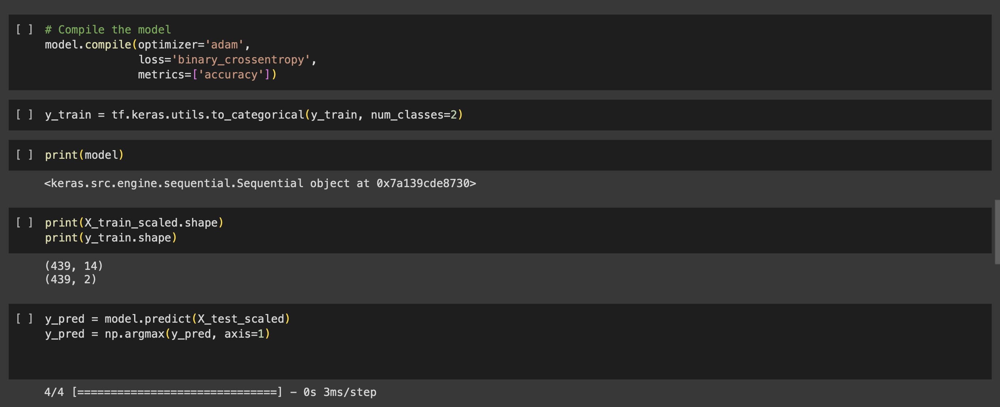 [ ] # Compile the model
model.compile(optimizer='adam',
              loss='binary_crossentropy',
              metrics=['accuracy'])
[ ] y_train = tf.keras.utils.to_categorical(y_train, num_classes=2)
[ ] print(model)
<keras.src.engine.sequential.Sequential object at 0x7a139cde8730>
[ ] print(X_train_scaled.shape)
print(y_train.shape)
(439, 14)
(439, 2)
[ ] y_pred = model.predict(X_test_scaled)
y_pred = np.argmax(y_pred, axis=1)
4/4 [==============================] - 0s 3ms/step